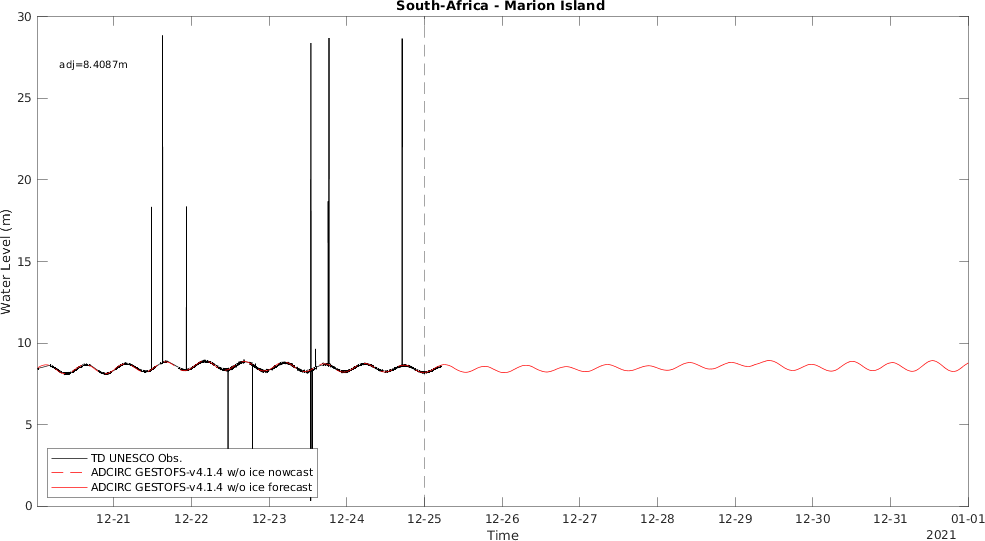 South-Africa - Marion Island
30
adj=8.4087m
25
20
15
10
5
0
Water Level (m)
TD UNESCO Obs.
ADCIRC GESTOFS-v4.1.4 w/o ice nowcast
ADCIRC GESTOFS-v4.1.4 w/o ice forecast
12-21 12-22 12-23 12-24 12-25 12-26 12-27 12-28 12-29 12-30 12-31 01-01
2021
Time